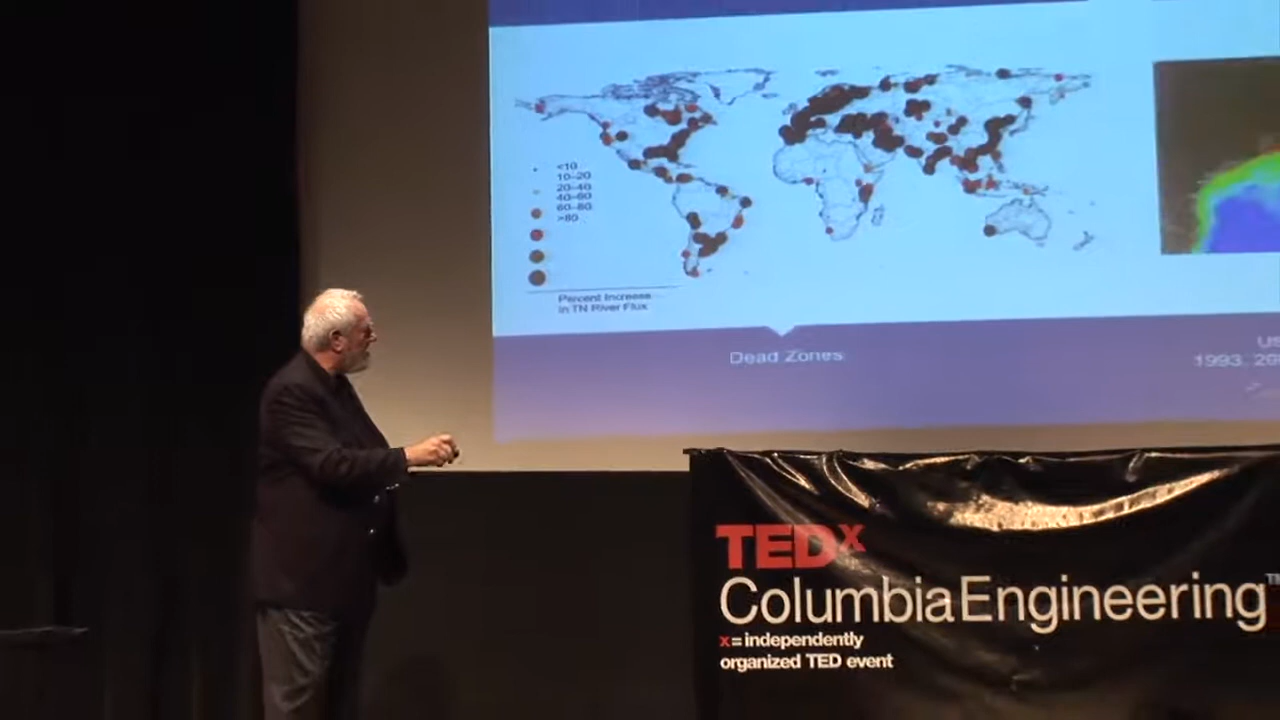 <10
10–20
20–40
40–60
60–80
>80
Percent Increase
in TN River Flux
Dead Zones
US
1993, 20
TEDx
ColumbiaEngineering
x=independently
organized TED event